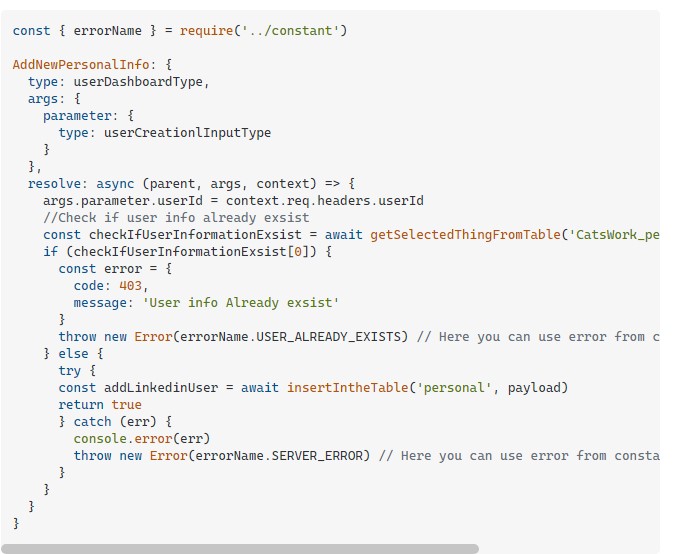 const { errorName } = require('../constant')
AddNewPersonalInfo: {
  type: userDashboardType,
  args: {
    parameter: {
      type: userCreationlInputType
    }
  },
  resolve: async (parent, args, context) => {
    args.parameter.userId = context.req.headers.userId
    //Check if user info already exsist
    const checkIfUserInformationExsist = await getSelectedThingFromTable('CatsWork_pe
    if (checkIfUserInformationExsist[0]) {
      const error = {
        code: 403,
        message: 'User info Already exsist'
      }
      throw new Error(errorName.USER_ALREADY_EXISTS) // Here you can use error from c
    } else {
      try {
      const addLinkedinUser = await insertIntheTable('personal', payload)
      return true
      } catch (err) {
        console.error(err)
        throw new Error(errorName.SERVER_ERROR) // Here you can use error from consta
      }
    }
  }
}